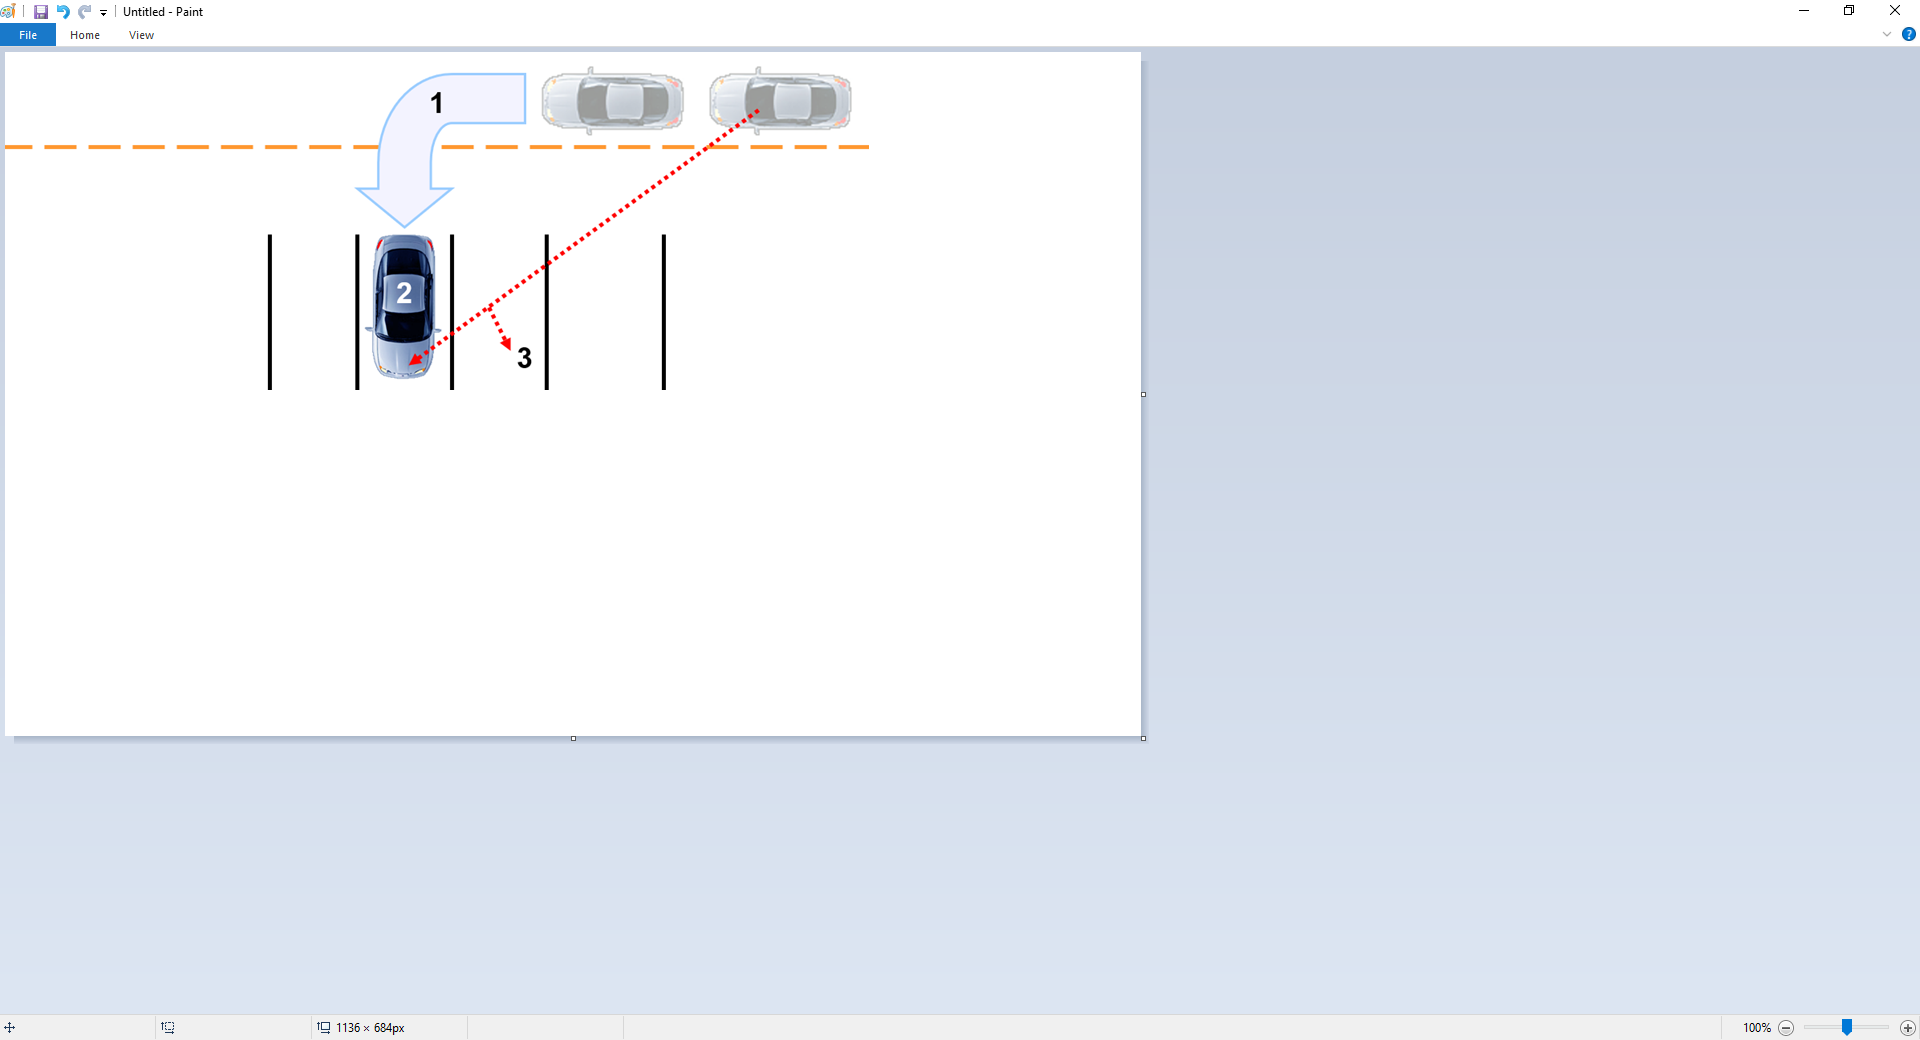 Untitled - Paint
File Home View
?
1
2
3
1136 × 684px
100%